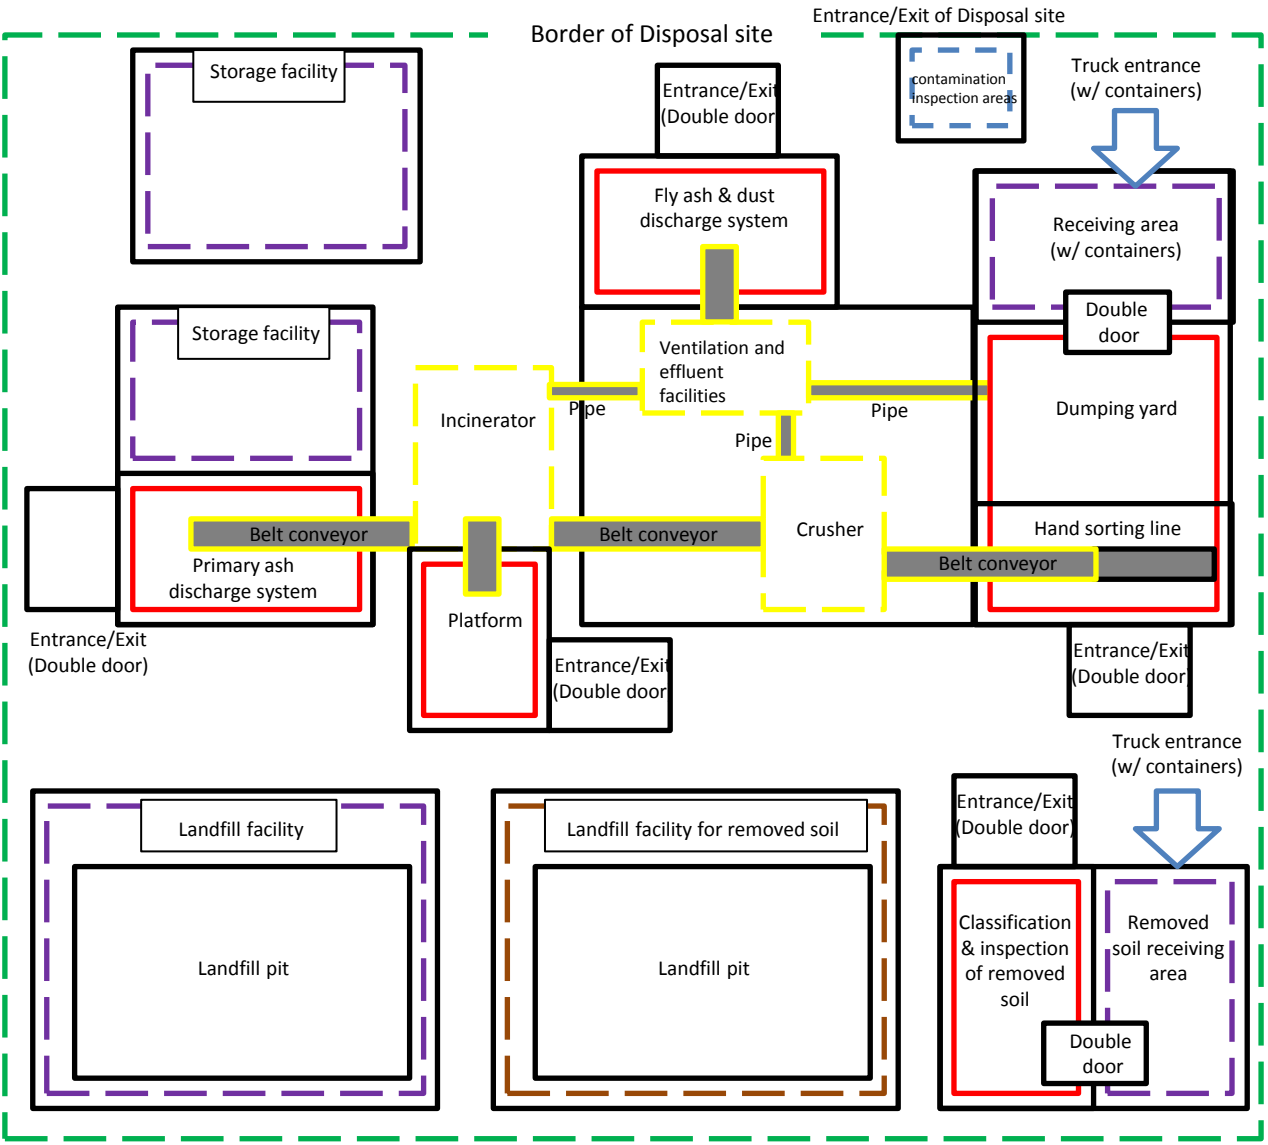 Entrance/Exit of Disposal site
Border of Disposal site
Storage facility
contamination
inspection areas
Truck entrance
(w/ containers)
Entrance/Exit
(Double door
Fly ash & dust
discharge system
Receiving area
(w/ containers)
Double
door
Storage facility
Ventilation and
effluent
facilities
Incinerator
Pipe
Pipe
Dumping yard
Pipe
Crusher
Hand sorting line
Belt conveyor
Belt conveyor
Belt conveyor
Primary ash
discharge system
Platform
Entrance/Exit
(Double door)
Entrance/Exit
(Double door
Entrance/Exit
(Double door)
Truck entrance
(w/ containers)
Entrance/Exit
(Double door)
Landfill facility
Landfill facility for removed soil
Landfill pit
Landfill pit
Classification
& inspection
of removed
soil
Removed
soil receiving
area
Double
door